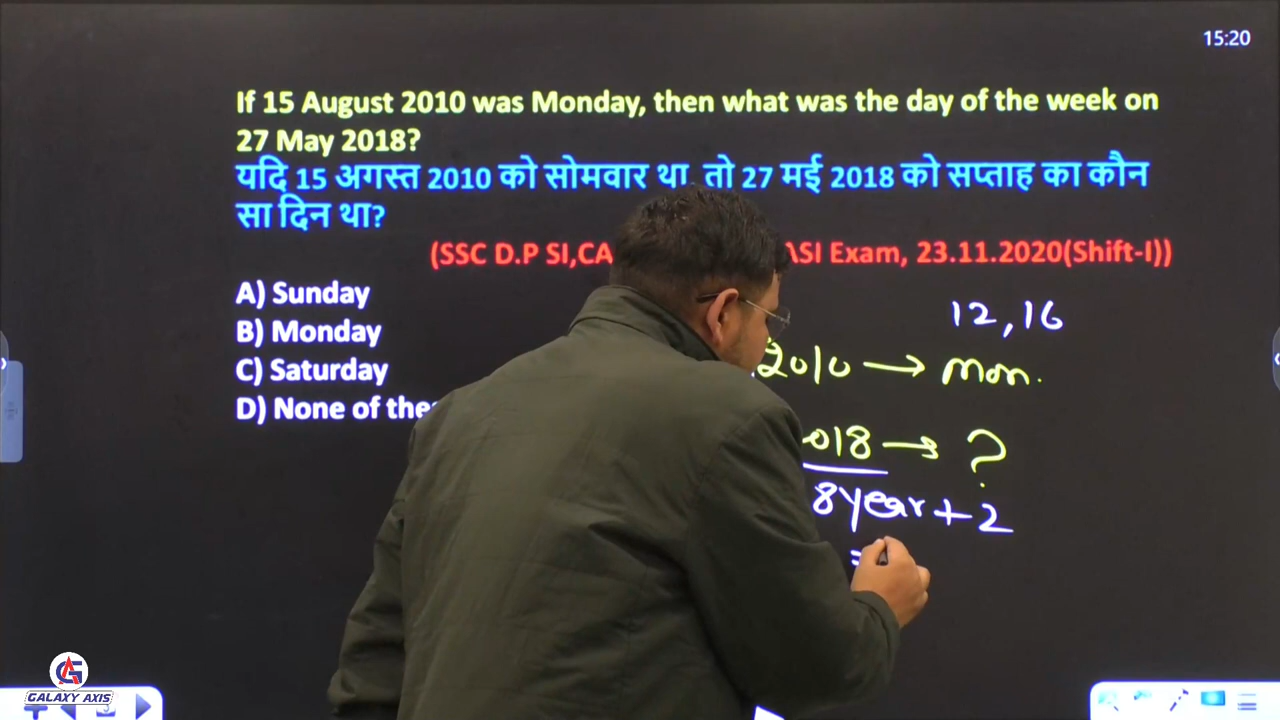 15:20
If 15 August 2010 was Monday, then what was the day of the week on
27 May 2018?
यदि 15 अगस्त 2010 को सोमवार था, तो 27 मई 2018 को सप्ताह का कौन
सा दिन था?
(SSC D.P SI,CA ASI Exam, 23.11.2020(Shift-I))
A) Sunday
B) Monday
C) Saturday
D) None of the
12,16
2010 → Mon.
018 → ?
8year+2
=
GALAXY AXIS